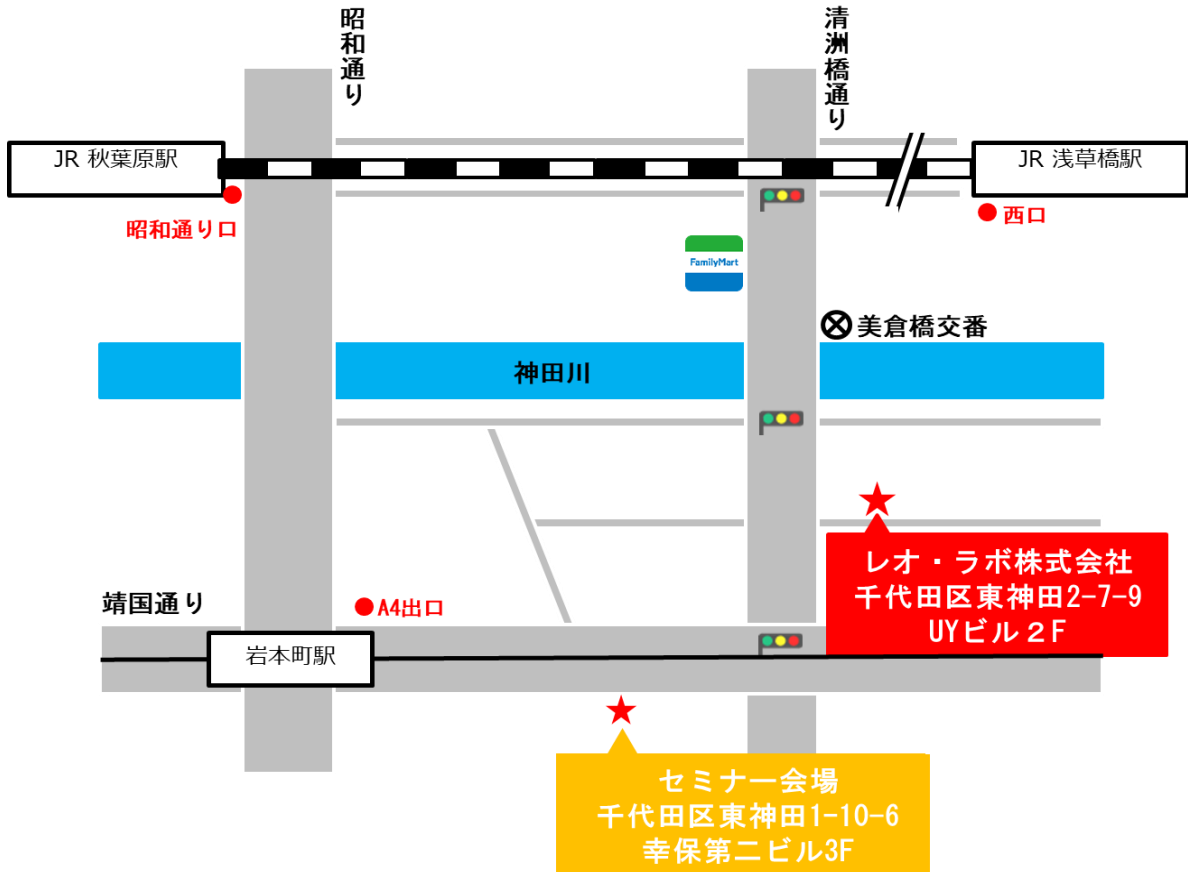 昭和通り
清洲橋通り
JR 秋葉原駅
JR 浅草橋駅
昭和通り口
西口
FamilyMart
美倉橋交番
神田川
レオ・ラボ株式会社
千代田区東神田2-7-9
UYビル２F
靖国通り
A4出口
岩本町駅
セミナー会場
千代田区東神田1-10-6
幸保第二ビル3F